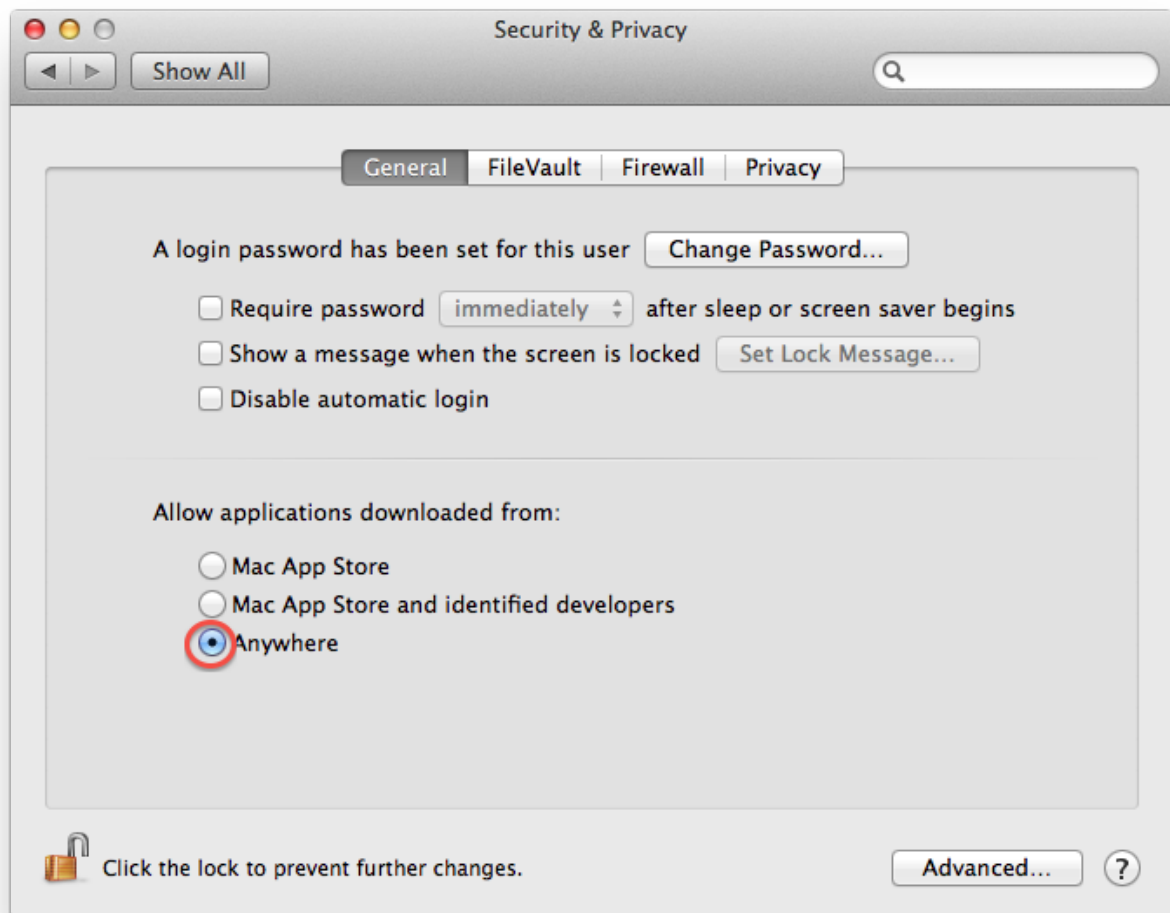 Security & Privacy
Show All
General FileVault Firewall Privacy
A login password has been set for this user Change Password...
Require password immediately after sleep or screen saver begins
Show a message when the screen is locked Set Lock Message...
Disable automatic login
Allow applications downloaded from:
Mac App Store
Mac App Store and identified developers
Anywhere
Click the lock to prevent further changes. Advanced... ?